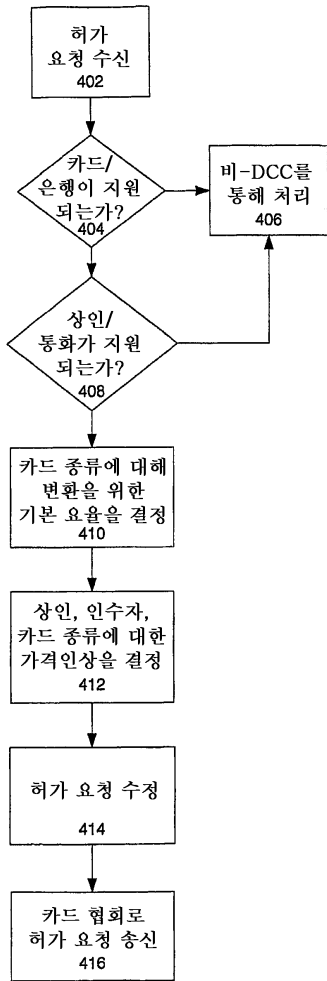 허가
요청 수신
402
카드/
은행이 지원
되는가?
404
비-DCC를
통해 처리
406
상인/
통화가 지원
되는가?
408
카드 종류에 대해
변환을 위한
기본 요율을 결정
410
상인, 인수자,
카드 종류에 대한
가격인상을 결정
412
허가 요청 수정
414
카드 협회로
허가 요청 송신
416